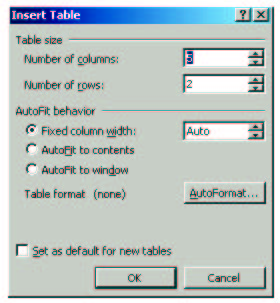 Insert Table
Table size
Number of columns: 5
Number of rows: 2
AutoFit behavior
Fixed column width: Auto
AutoFit to contents
AutoFit to window
Table format (none) AutoFormat...
Set as default for new tables
OK Cancel